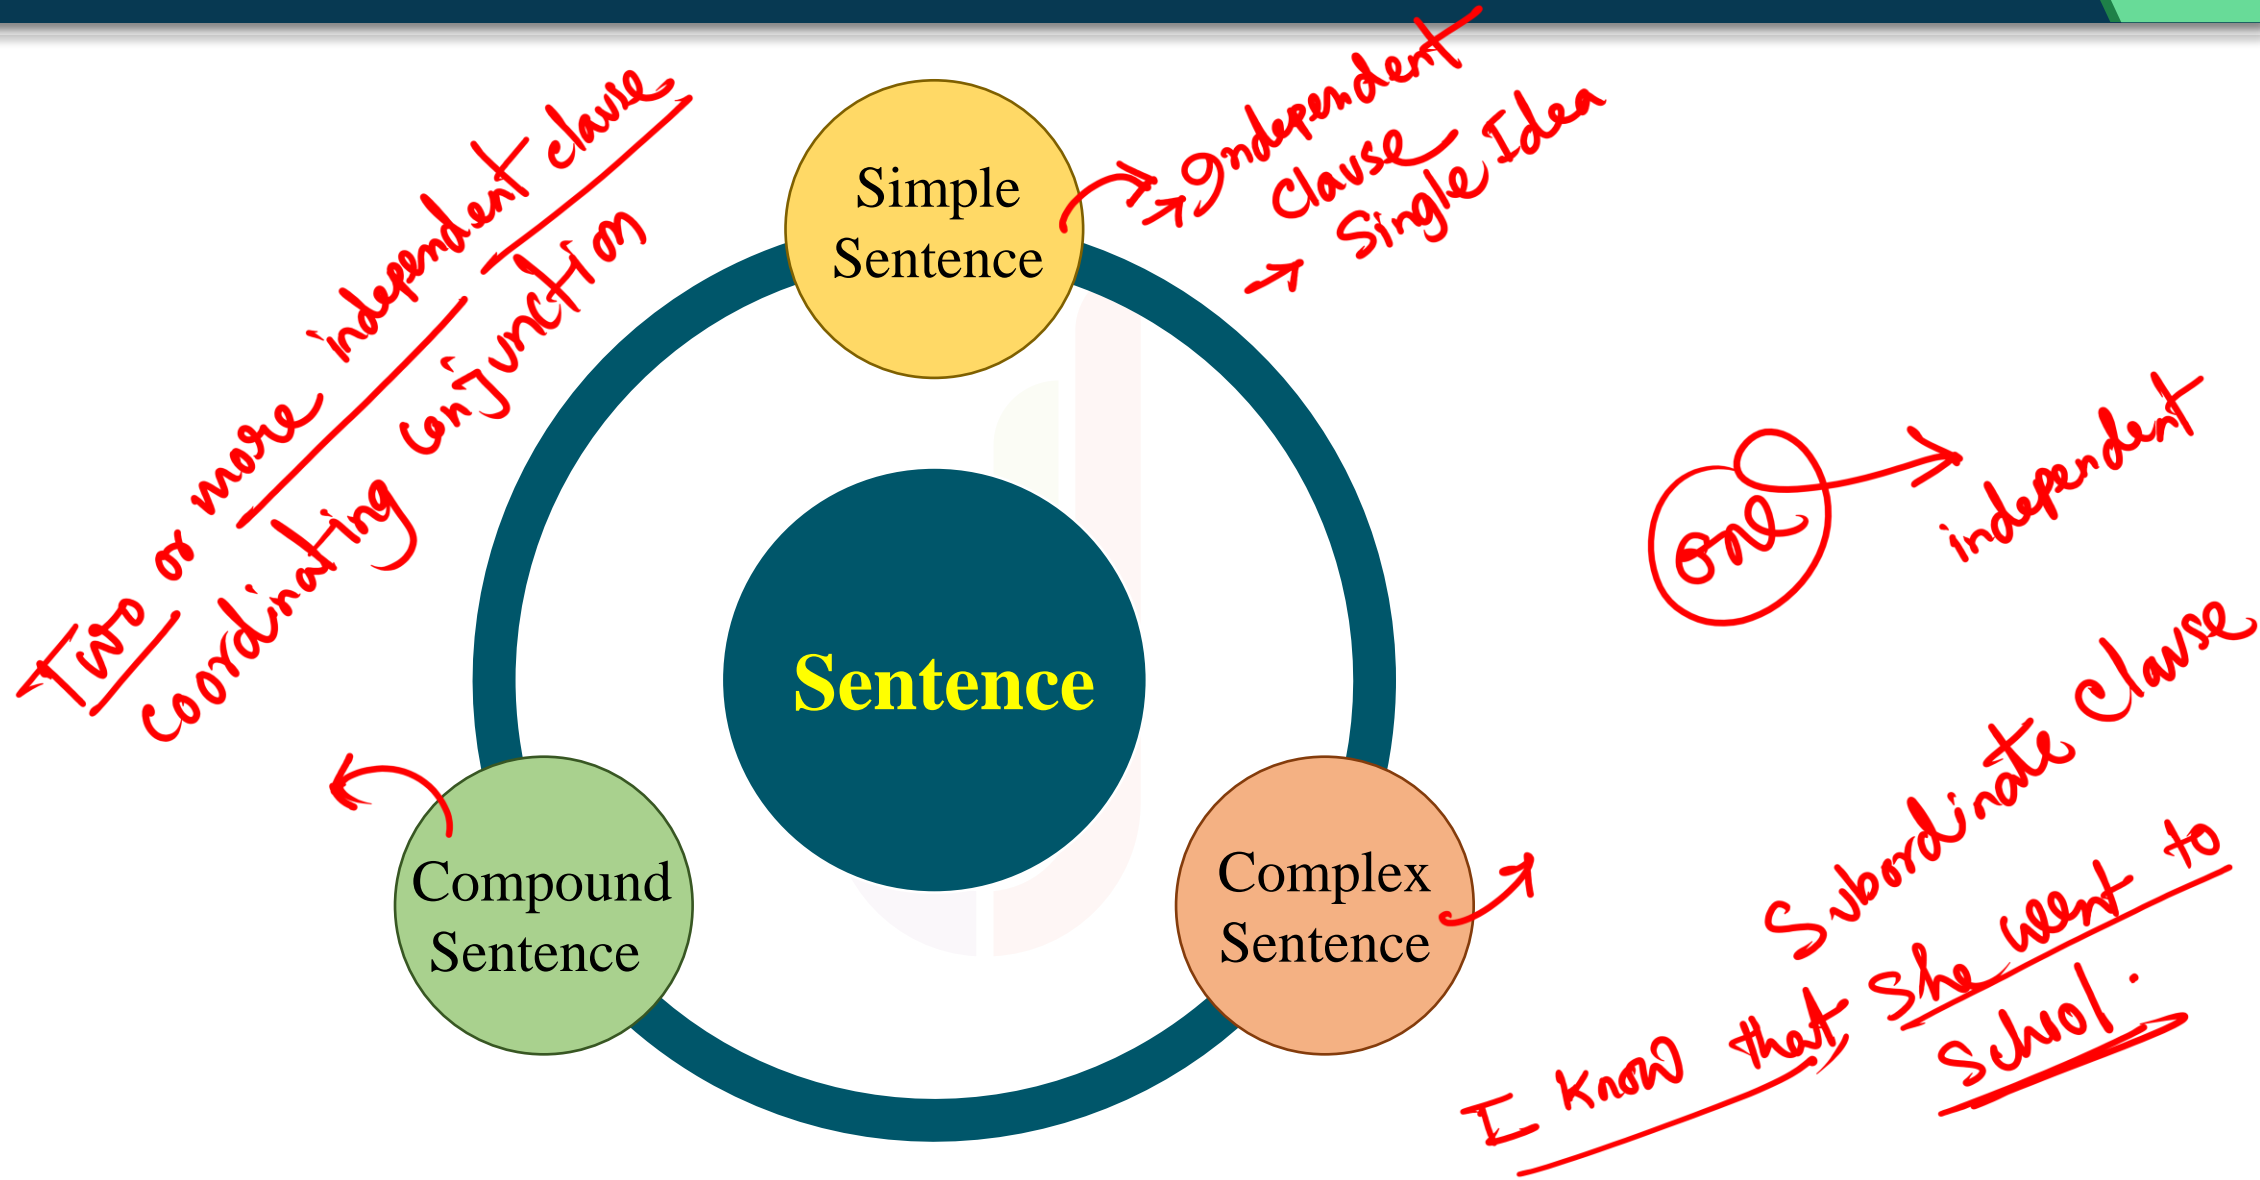 Simple
Sentence
→ Independent
Clause
→ Single Idea
Two or more independent clause
coordinating conjunction
Sentence
one
independent
Compound
Sentence
Complex
Sentence
Subordinate Clause
I know that she went to
School.